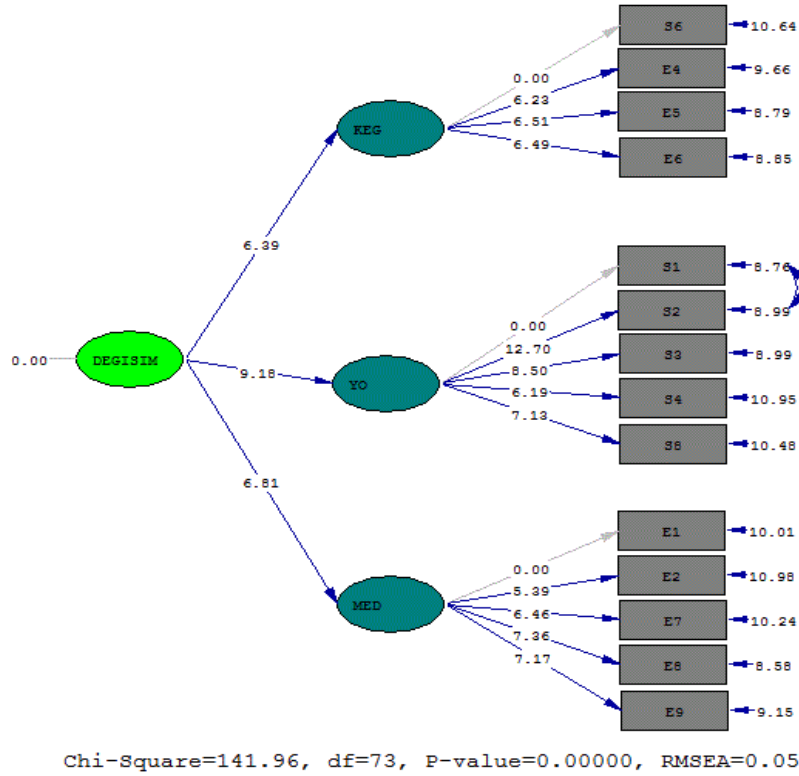 S6 10.64
0.00
E4 9.66
6.23
KEG
E5 8.79
6.51
6.49
E6 8.85
6.39
S1 8.76
0.00
S2 8.99
12.70
S3 8.99
8.50
0.00 DEGISIM
9.18
YO
6.19
S4 10.95
7.13
S8 10.48
6.81
E1 10.01
0.00
E2 10.98
5.39
MED
6.46
E7 10.24
7.36
7.17
E8 8.58
E9 9.15
Chi-Square=141.96, df=73, P-value=0.00000, RMSEA=0.05